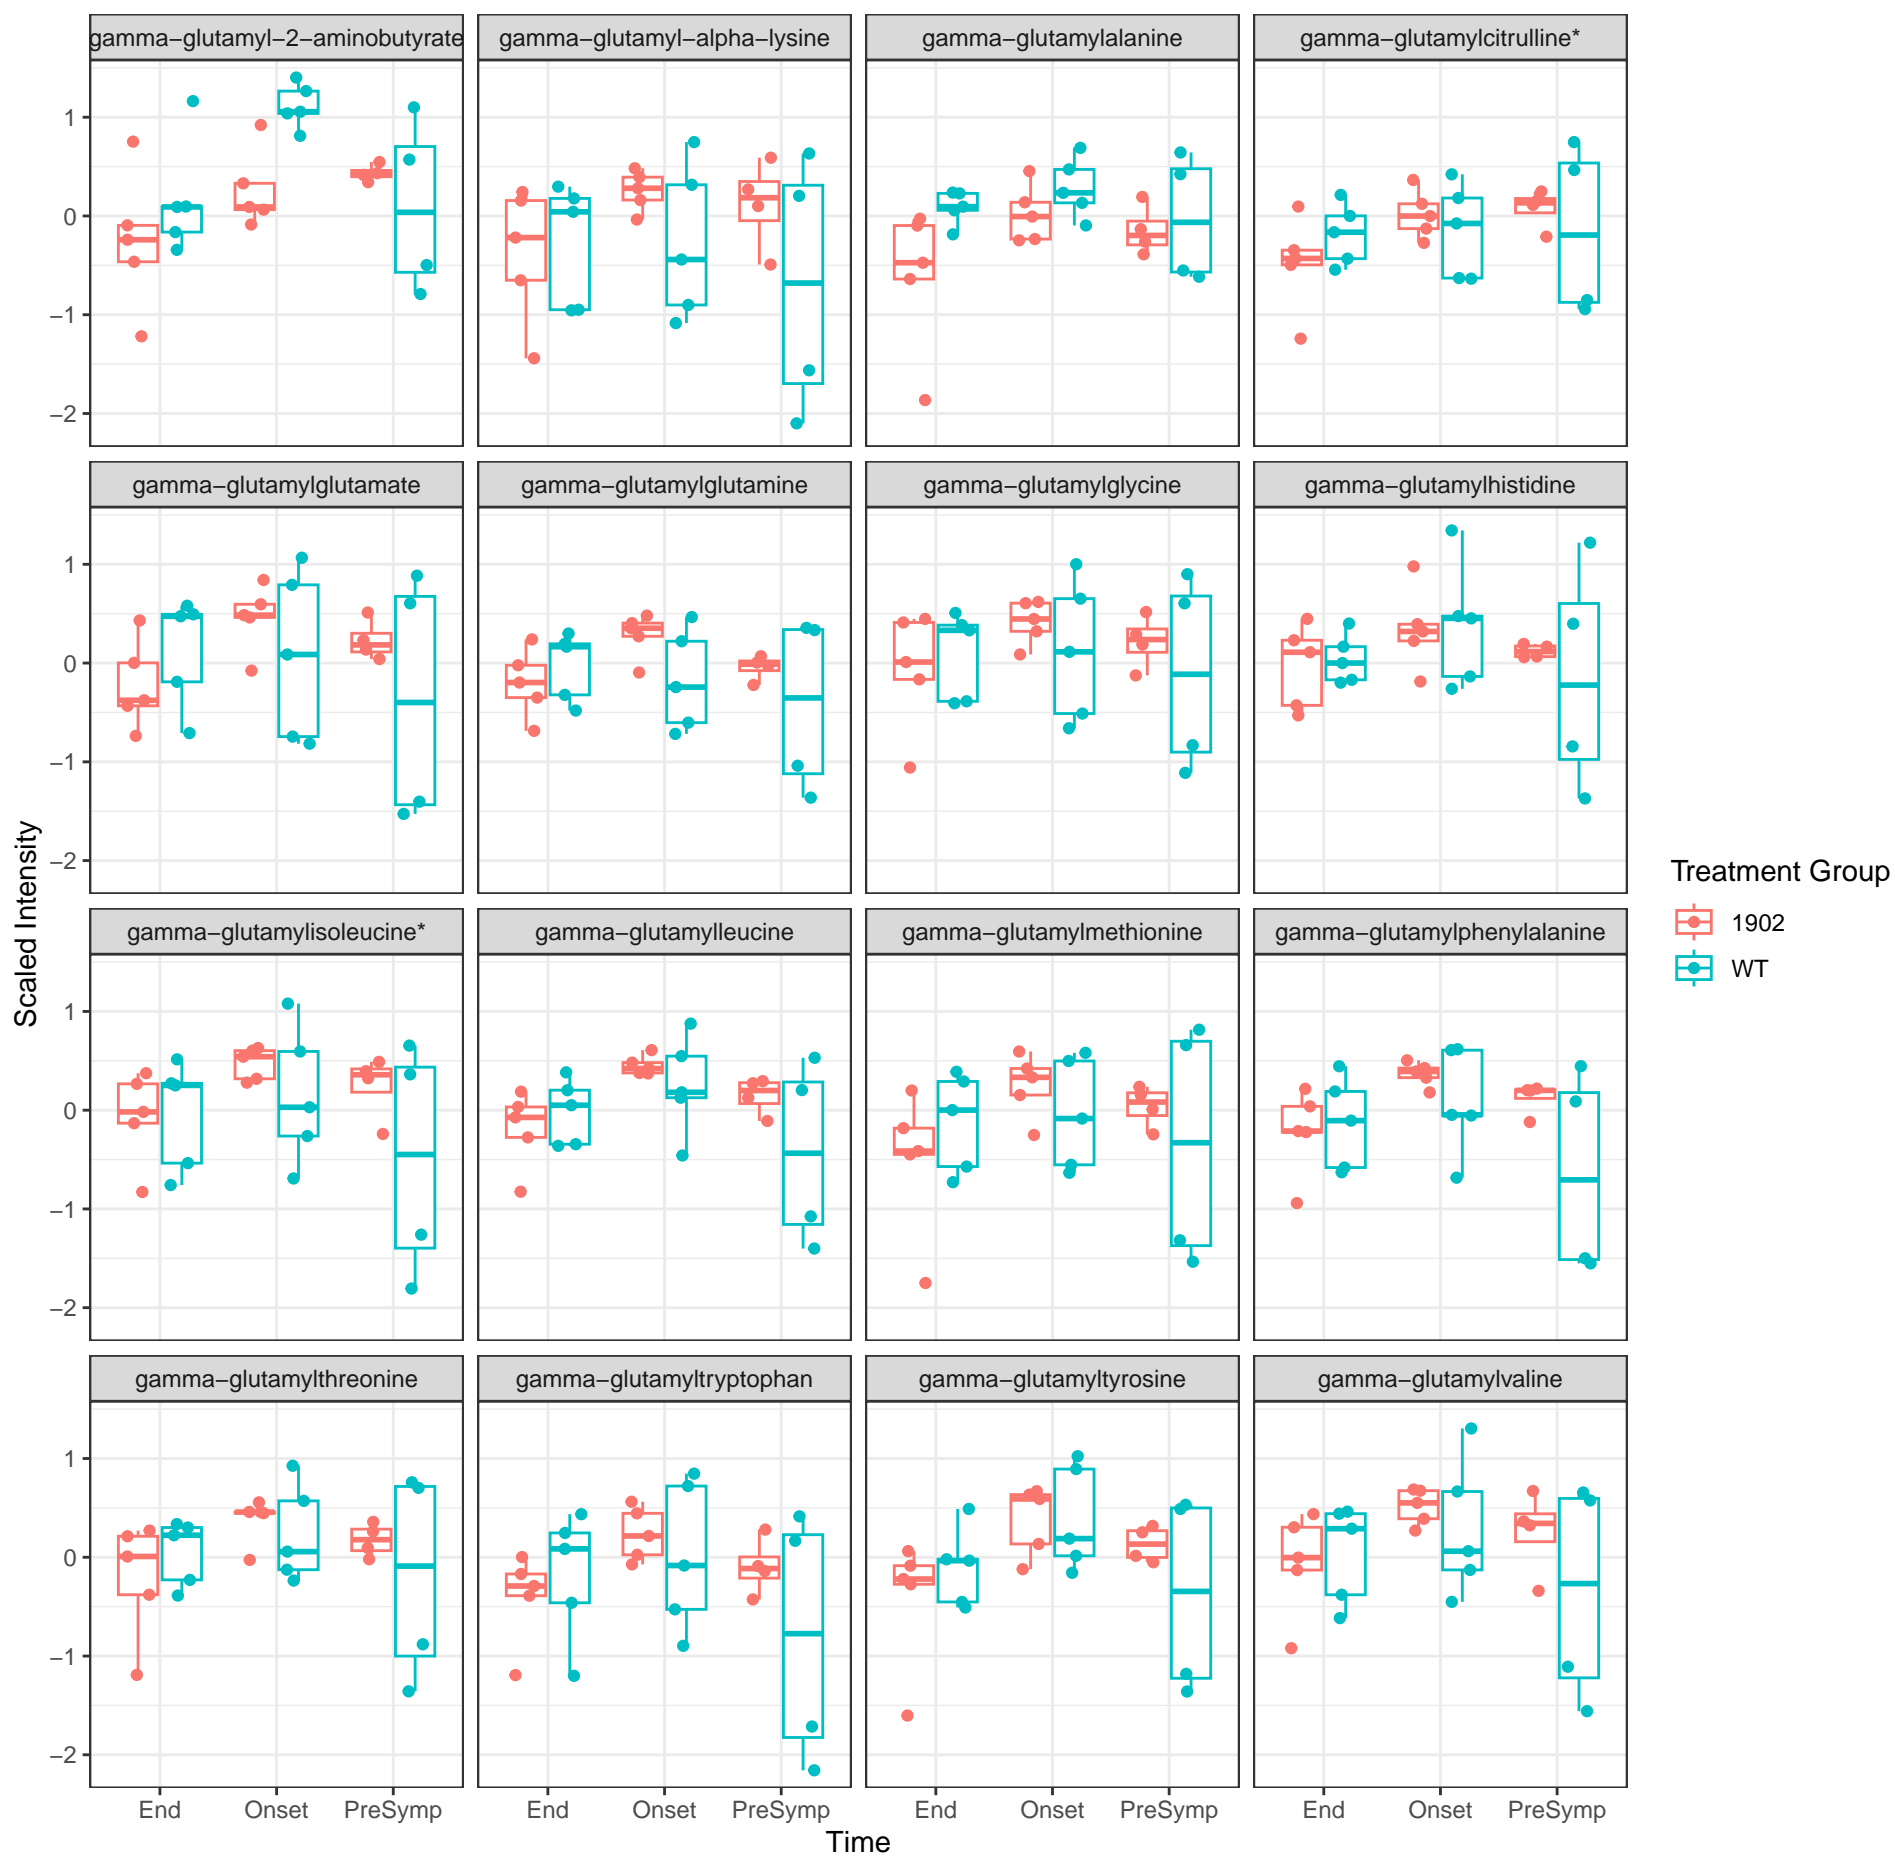 gamma−glutamyl−2−aminobutyrate gamma−glutamyl−alpha−lysine gamma−glutamylalanine gamma−glutamylcitrulline*
1
0
−1
−2
gamma−glutamylglutamate gamma−glutamylglutamine gamma−glutamylglycine gamma−glutamylhistidine
1
0
−1
−2
Scaled Intensity
Treatment Group
1902
WT
gamma−glutamylisoleucine* gamma−glutamylleucine gamma−glutamylmethionine gamma−glutamylphenylalanine
1
0
−1
−2
gamma−glutamylthreonine gamma−glutamyltryptophan gamma−glutamyltyrosine gamma−glutamylvaline
1
0
−1
−2
End Onset PreSymp End Onset PreSymp End Onset PreSymp End Onset PreSymp
Time